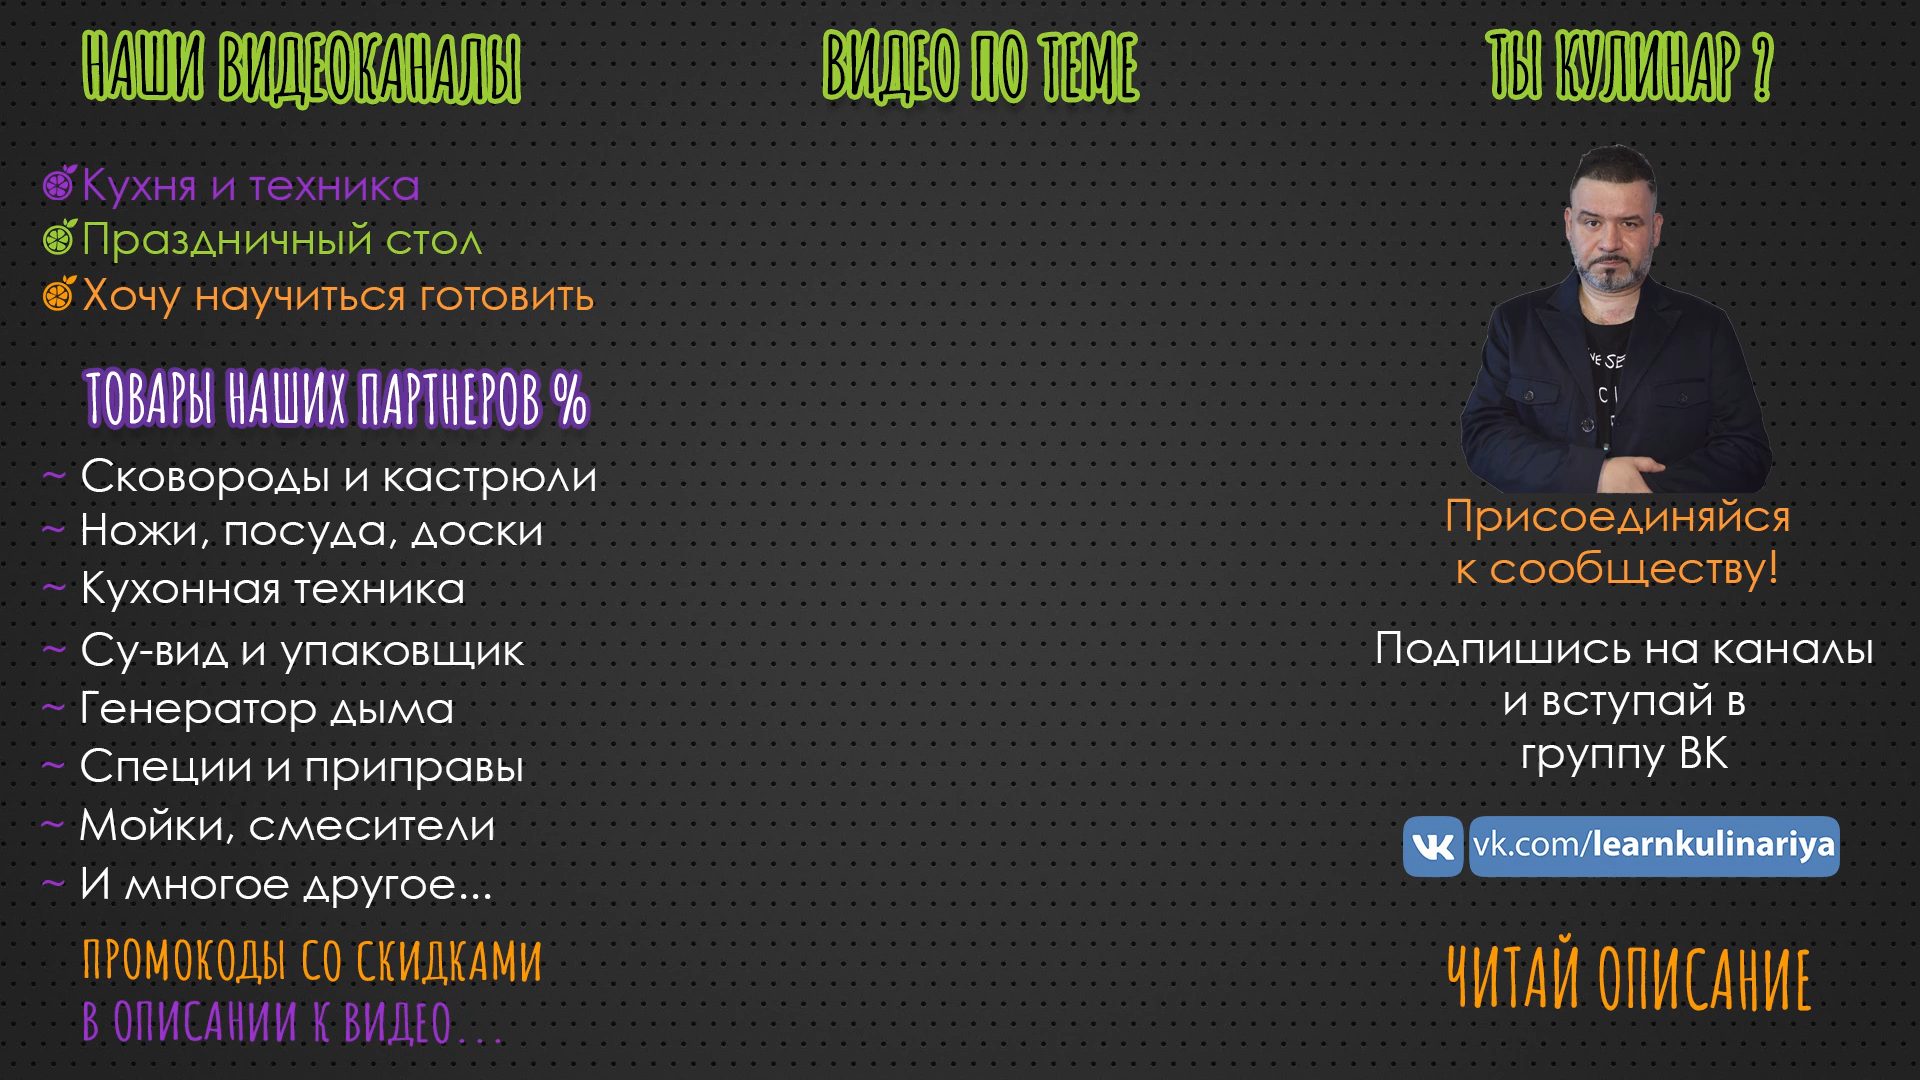 НАШИ ВИДЕОКАНАЛЫ
Кухня и техника
Праздничный стол
Хочу научиться готовить
ТОВАРЫ НАШИХ ПАРТНЕРОВ %
~ Сковороды и кастрюли
~ Ножи, посуда, доски
~ Кухонная техника
~ Су-вид и упаковщик
~ Генератор дыма
~ Специи и приправы
~ Мойки, смесители
~ И многое другое...
ПРОМОКОДЫ СО СКИДКАМИ
В ОПИСАНИИ К ВИДЕО...
ВИДЕО ПО ТЕМЕ
ТЫ КУЛИНАР ?
Присоединяйся
к сообществу!
Подпишись на каналы
и вступай в
группу ВК
vk.com/learnkulinariya
ЧИТАЙ ОПИСАНИЕ